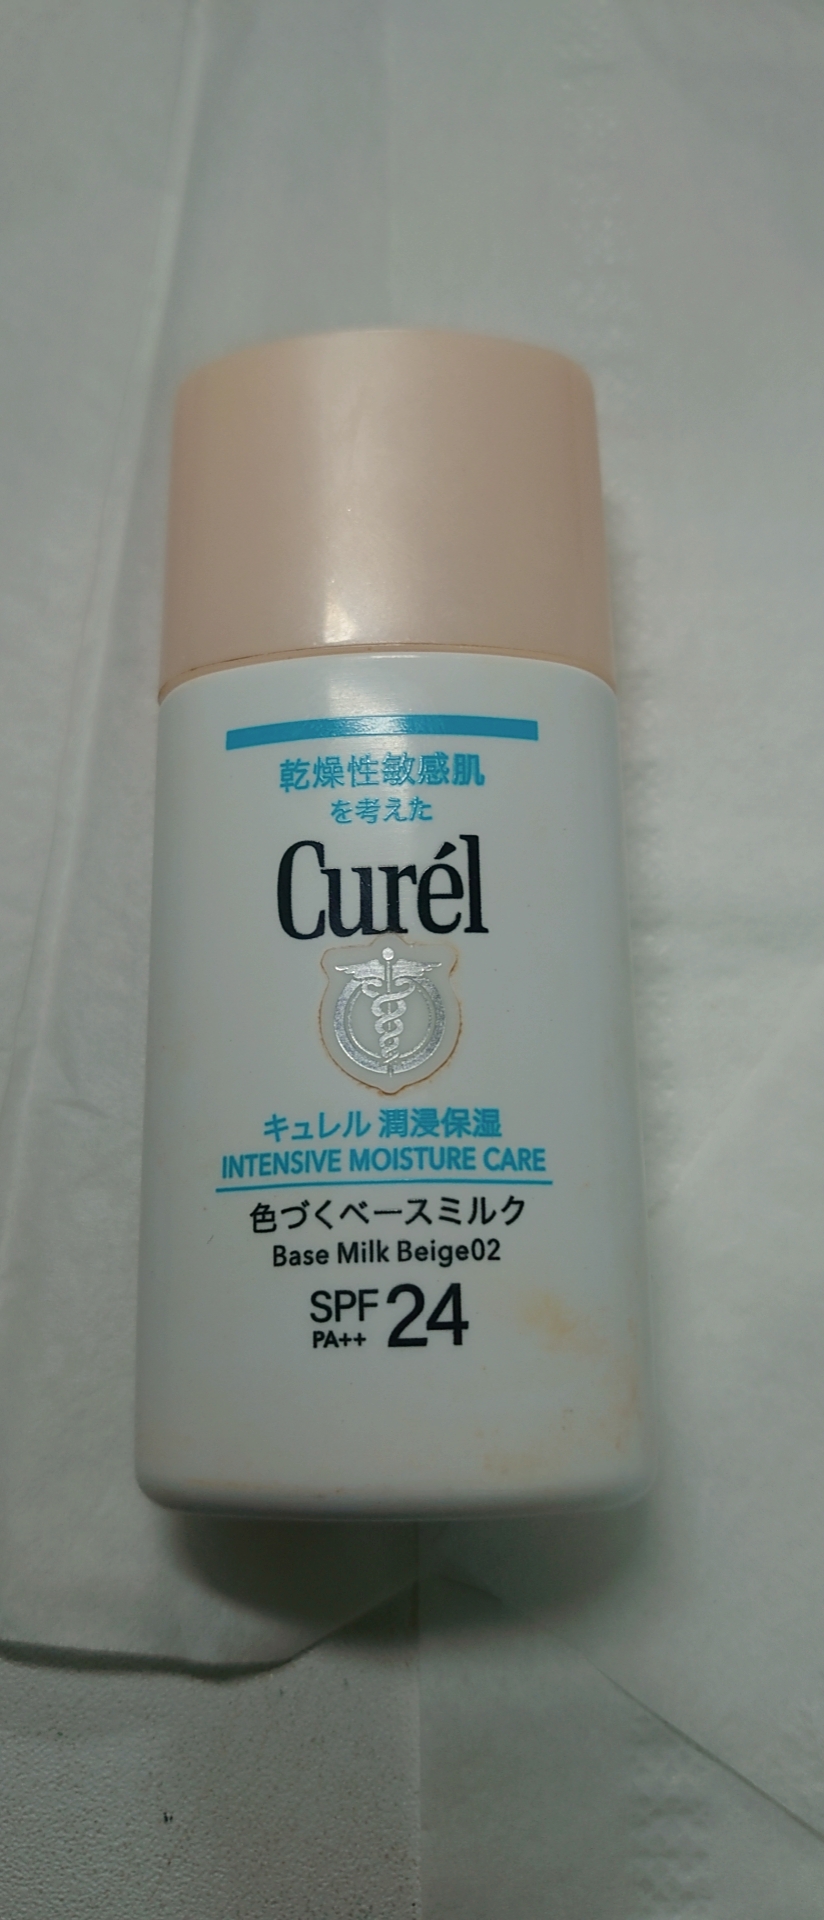 乾燥性敏感肌
を考えた
Curél
キュレル 潤浸保湿
INTENSIVE MOISTURE CARE
色づくベースミルク
Base Milk Beige02
SPF 24
PA++